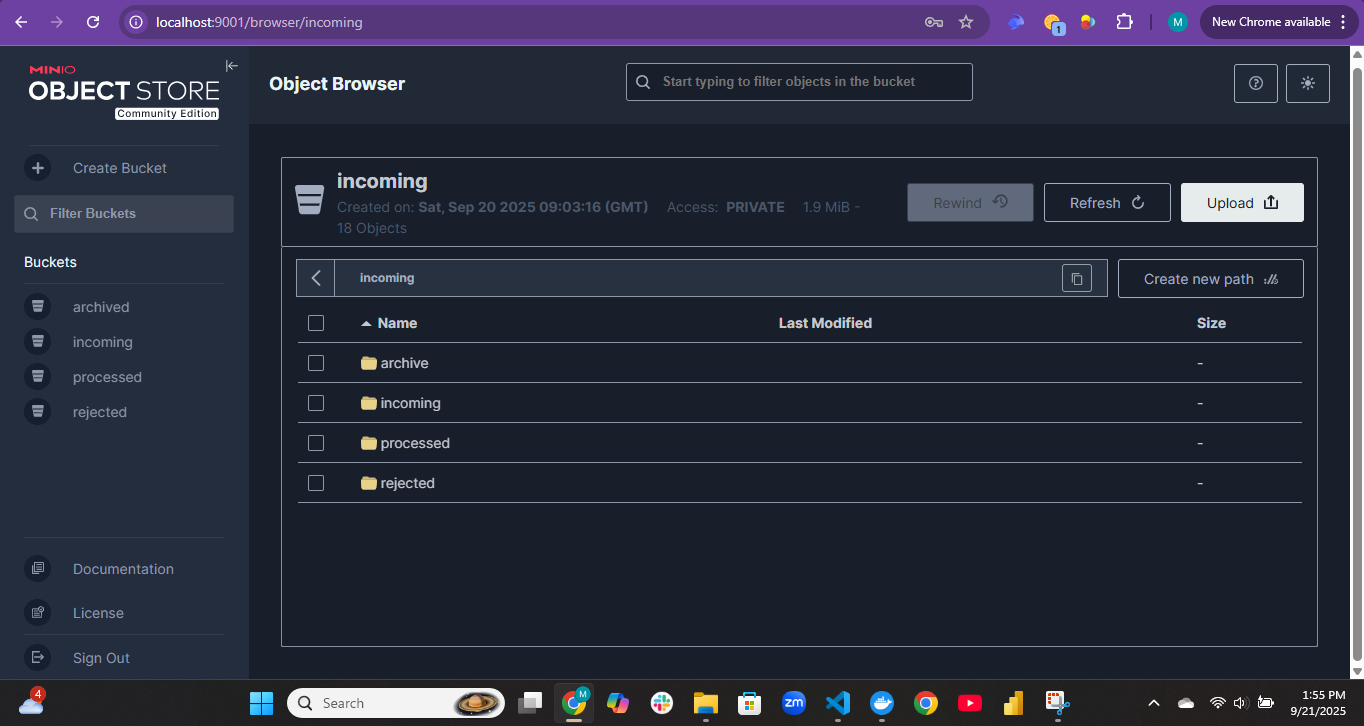 localhost:9001/browser/incoming
1
M
New Chrome available
MINIO
OBJECT STORE
Community Edition
Create Bucket
Filter Buckets
Buckets
archived
incoming
processed
rejected
Documentation
License
Sign Out
Object Browser
Start typing to filter objects in the bucket
incoming
Created on: Sat, Sep 20 2025 09:03:16 (GMT) Access: PRIVATE 1.9 MiB -
18 Objects
Rewind
Refresh
Upload
incoming
Create new path
Name Last Modified Size
archive -
incoming -
processed -
rejected -
4
Search
M
zm
1:55 PM
9/21/2025